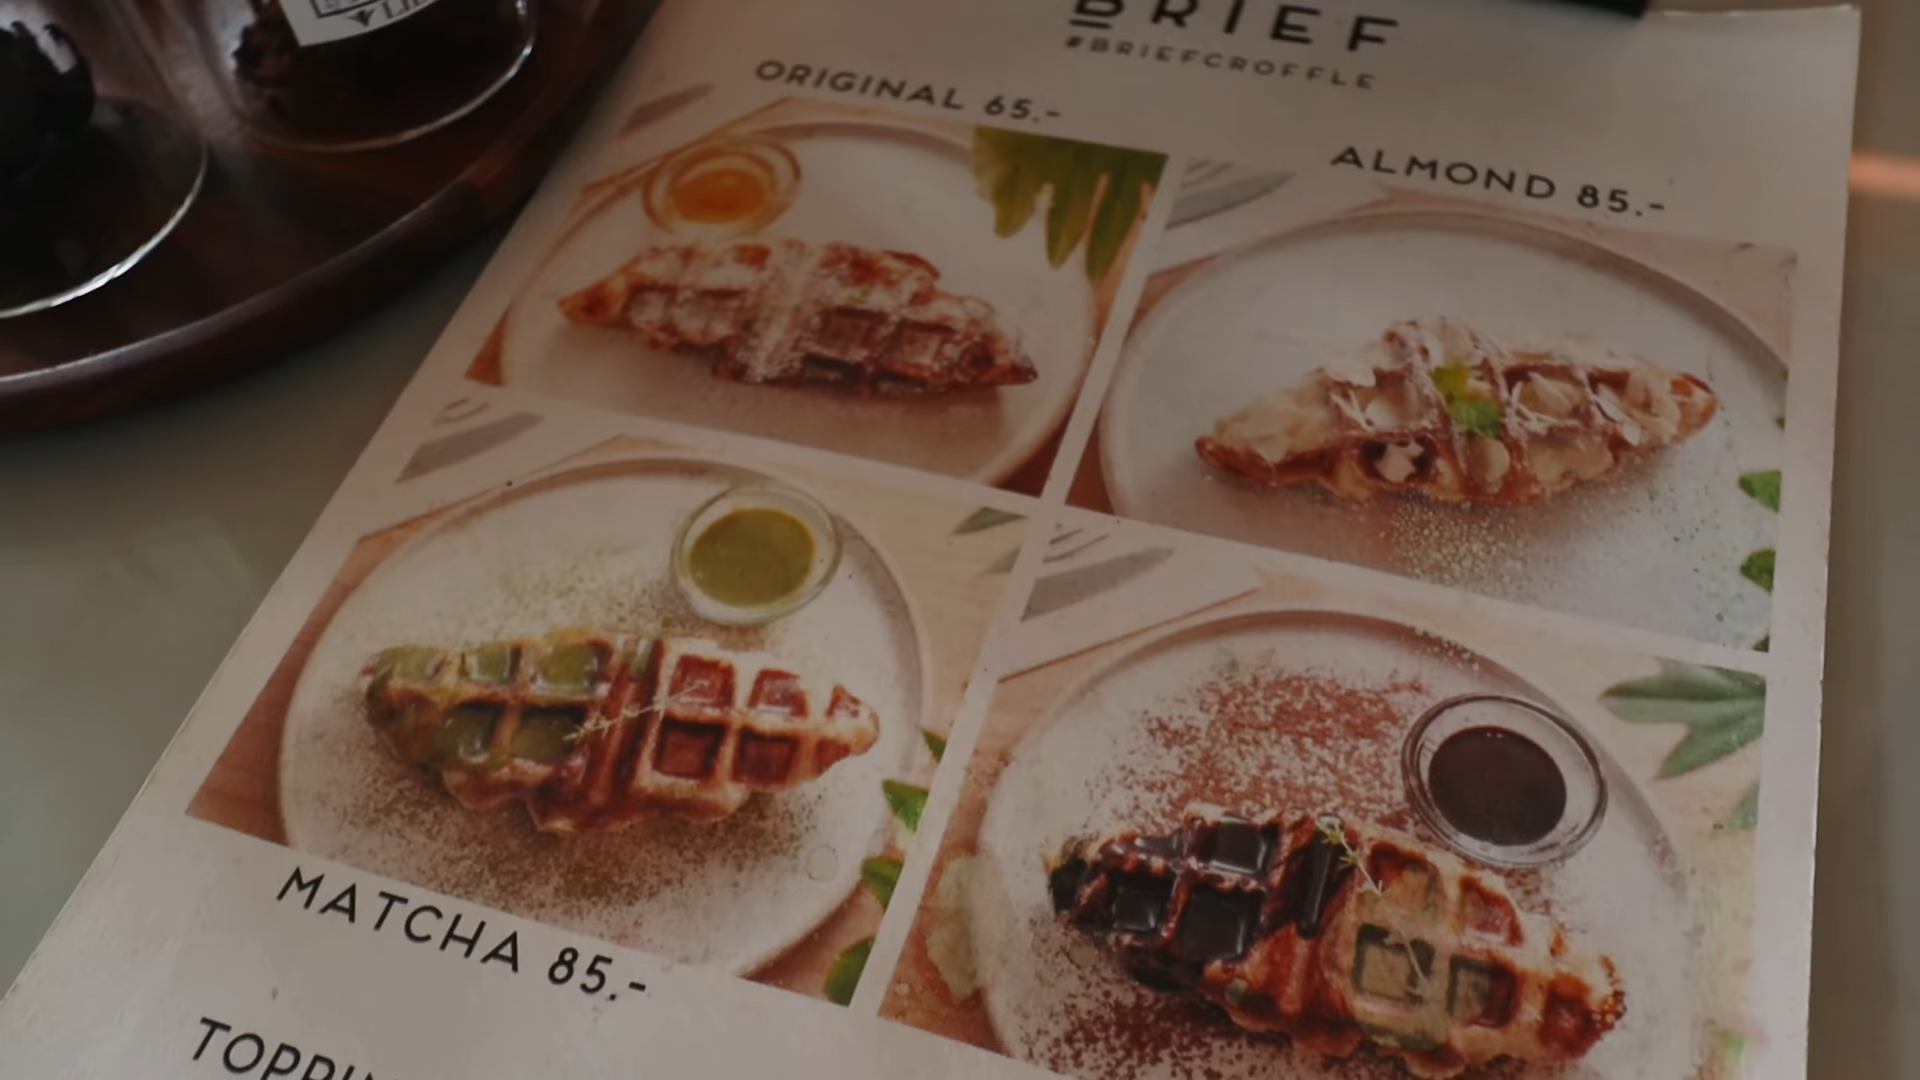 BRIEF
#BRIEFCROFFLE
ORIGINAL 65.-
ALMOND 85.-
MATCHA 85.-